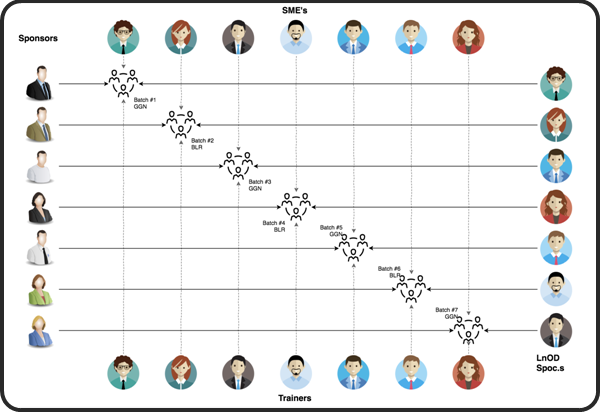 SME's
Sponsors
Batch #1
GGN
Batch #2
BLR
Batch #3
GGN
Batch #4
BLR
Batch #5
GGN
Batch #6
BLR
Batch #7
GGN
LnOD
Spoc.s
Trainers